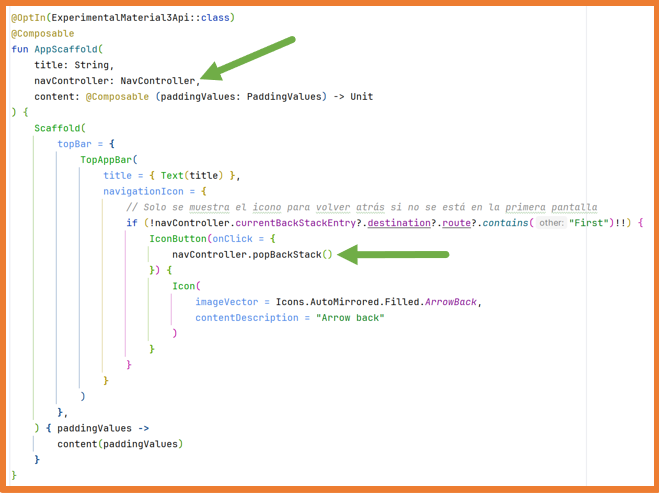 @OptIn(ExperimentalMaterial3Api::class)
@Composable
fun AppScaffold(
    title: String,
    navController: NavController,
    content: @Composable (paddingValues: PaddingValues) -> Unit
) {
    Scaffold(
        topBar = {
            TopAppBar(
                title = { Text(title) },
                navigationIcon = {
                    // Solo se muestra el icono para volver atrás si no se está en la primera pantalla
                    if (!navController.currentBackStackEntry?.destination?.route?.contains( other: "First")!!) {
                        IconButton(onClick = {
                            navController.popBackStack()
                        }) {
                            Icon(
                                imageVector = Icons.AutoMirrored.Filled.ArrowBack,
                                contentDescription = "Arrow back"
                            )
                        }
                    }
                }
            )
        },
    ) { paddingValues ->
        content(paddingValues)
    }
}